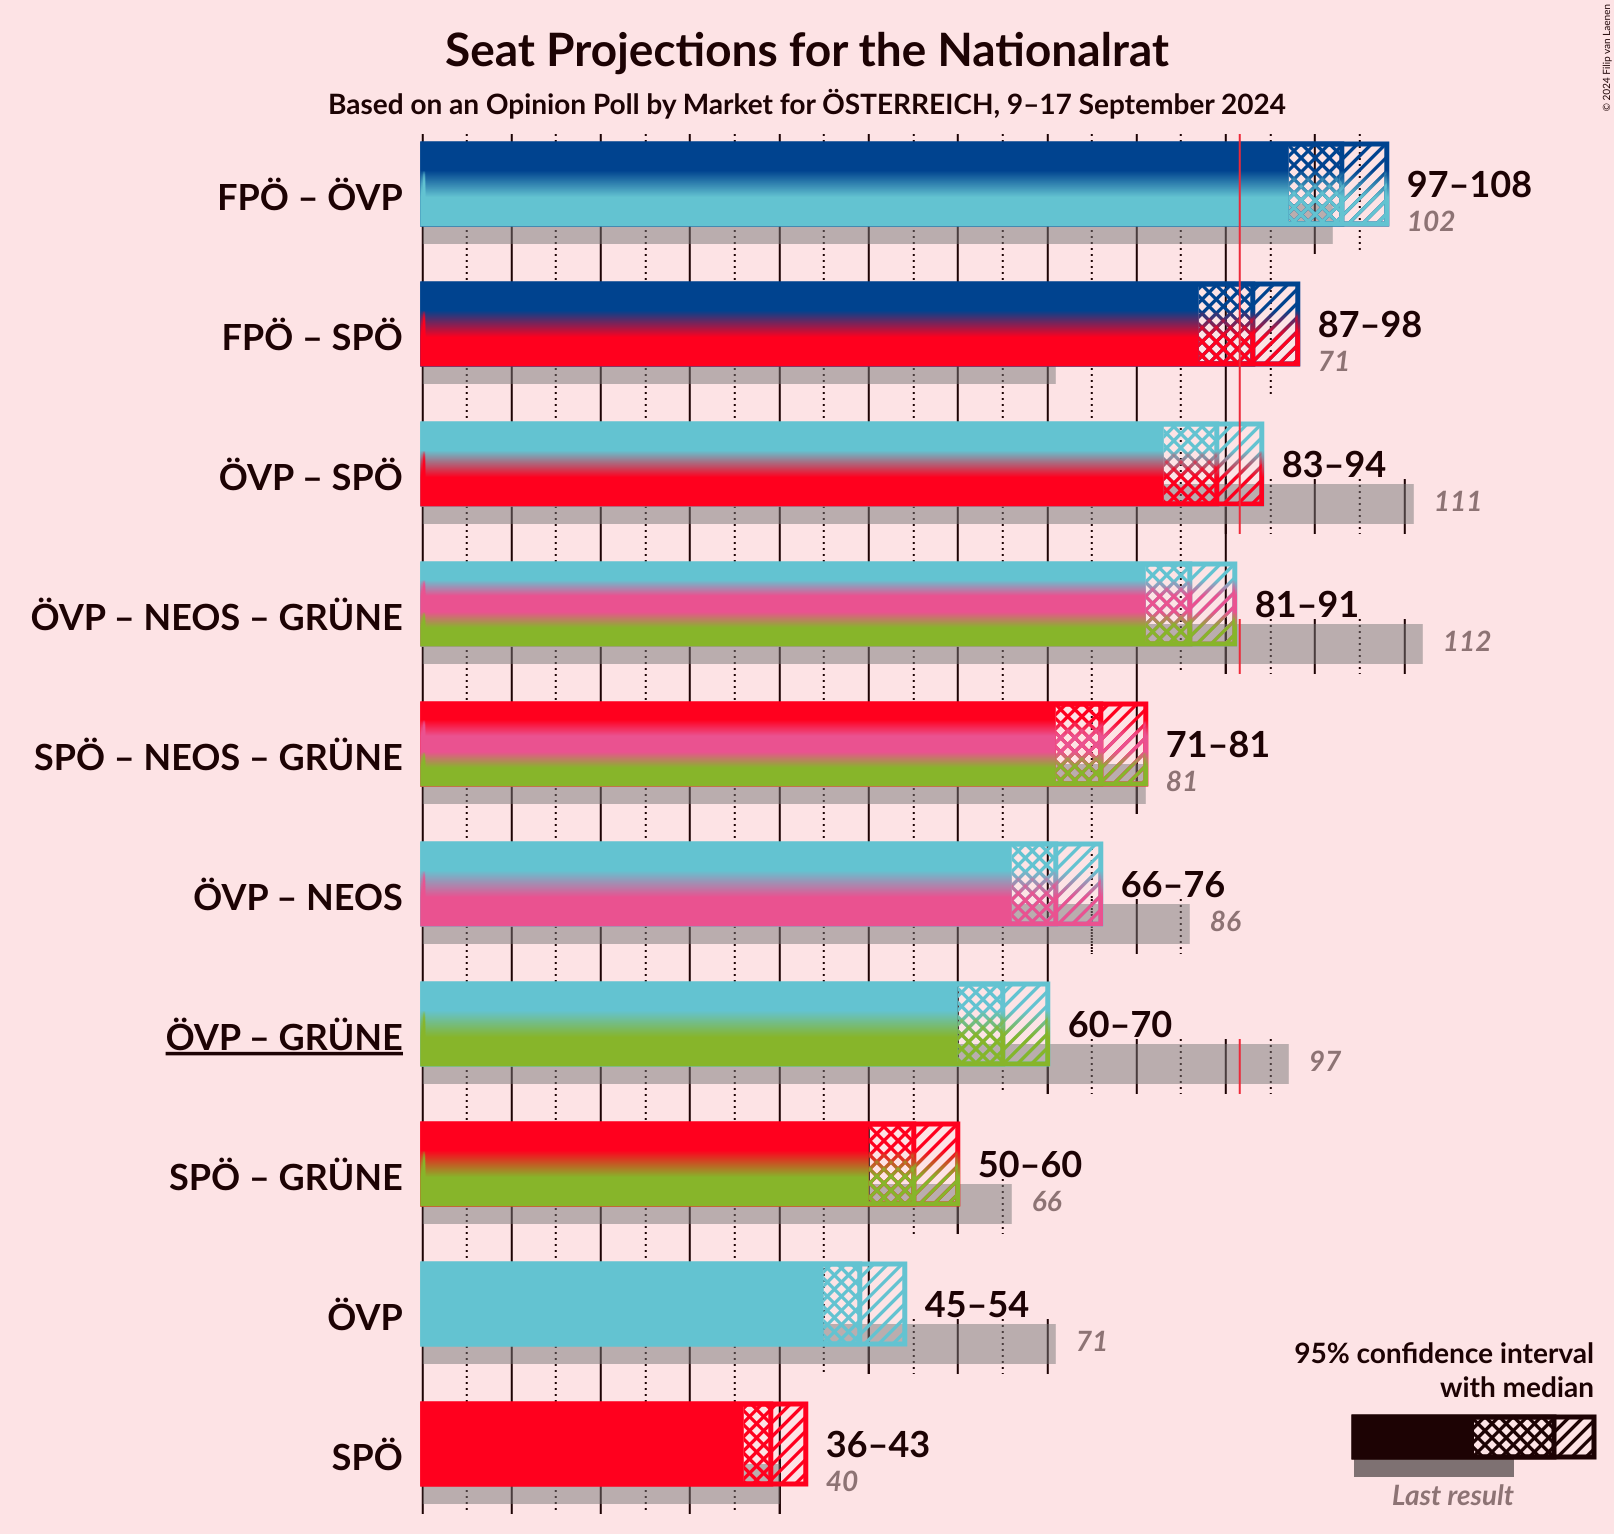 Seat Projections for the Nationalrat
Based on an Opinion Poll by Market for ÖSTERREICH, 9–17 September 2024
© 2024 Filip van Laenen
FPÖ – ÖVP
97–108
102
FPÖ – SPÖ
87–98
71
ÖVP – SPÖ
83–94
111
ÖVP – NEOS – GRÜNE
81–91
112
SPÖ – NEOS – GRÜNE
71–81
81
ÖVP – NEOS
66–76
86
ÖVP – GRÜNE
60–70
97
SPÖ – GRÜNE
50–60
66
ÖVP
45–54
71
SPÖ
36–43
40
95% confidence interval
with median
Last result